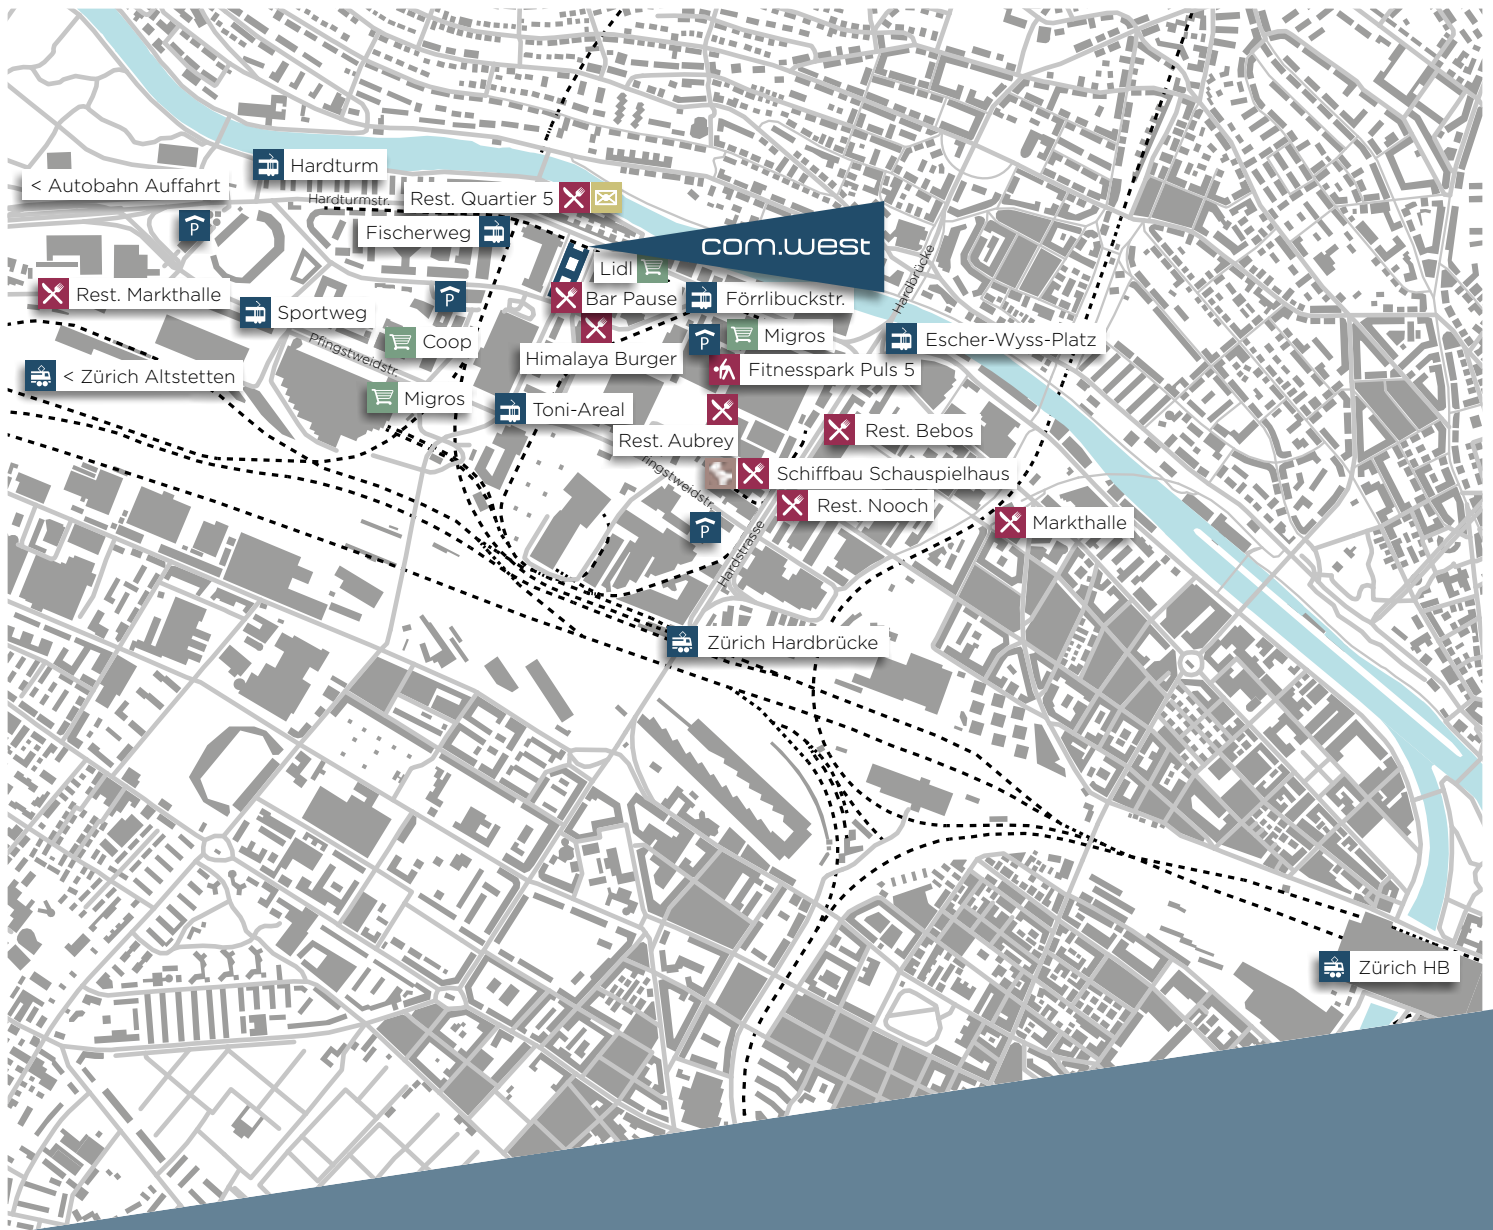 Hardturm
< Autobahn Auffahrt
Hardturmstr.
Rest. Quartier 5
P
Fischerweg
com.west
Lidl
Rest. Markthalle
P
Bar Pause
Förrlibuckstr.
Hardbrücke
Sportweg
Coop
Pfingstweidstr.
P
Migros
Escher-Wyss-Platz
Himalaya Burger
< Zürich Altstetten
Fitnesspark Puls 5
Migros
Toni-Areal
Rest. Aubrey
Rest. Bebos
Schiffbau Schauspielhaus
Pfingstweidstr.
Rest. Nooch
P
Markthalle
Hardstrasse
Zürich Hardbrücke
Zürich HB